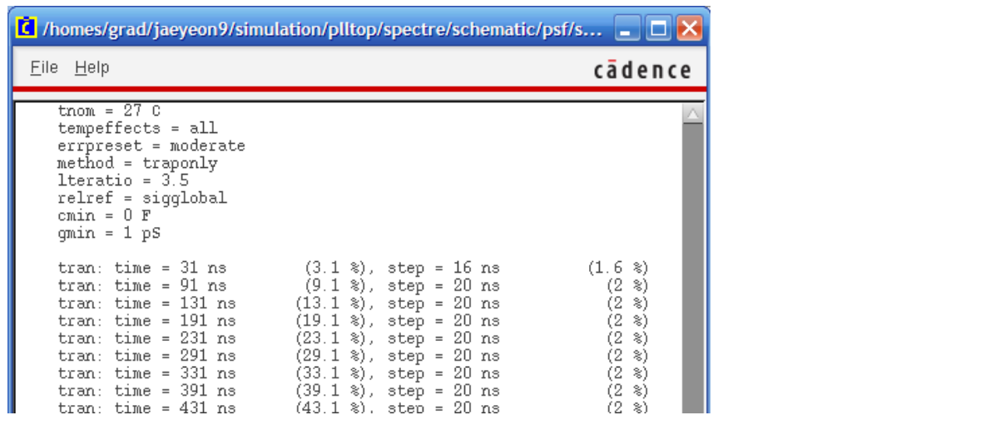 /homes/grad/jaeyeon9/simulation/plltop/spectre/schematic/psf/s...
File Help
cādence
tnom = 27 C
tempeffects = all
errpreset = moderate
method = traponly
lteratio = 3.5
relref = sigglobal
cmin = 0 F
gmin = 1 pS
tran: time = 31 ns (3.1 %), step = 16 ns (1.6 %)
tran: time = 91 ns (9.1 %), step = 20 ns (2 %)
tran: time = 131 ns (13.1 %), step = 20 ns (2 %)
tran: time = 191 ns (19.1 %), step = 20 ns (2 %)
tran: time = 231 ns (23.1 %), step = 20 ns (2 %)
tran: time = 291 ns (29.1 %), step = 20 ns (2 %)
tran: time = 331 ns (33.1 %), step = 20 ns (2 %)
tran: time = 391 ns (39.1 %), step = 20 ns (2 %)
tran: time = 431 ns (43.1 %), step = 20 ns (2 %)